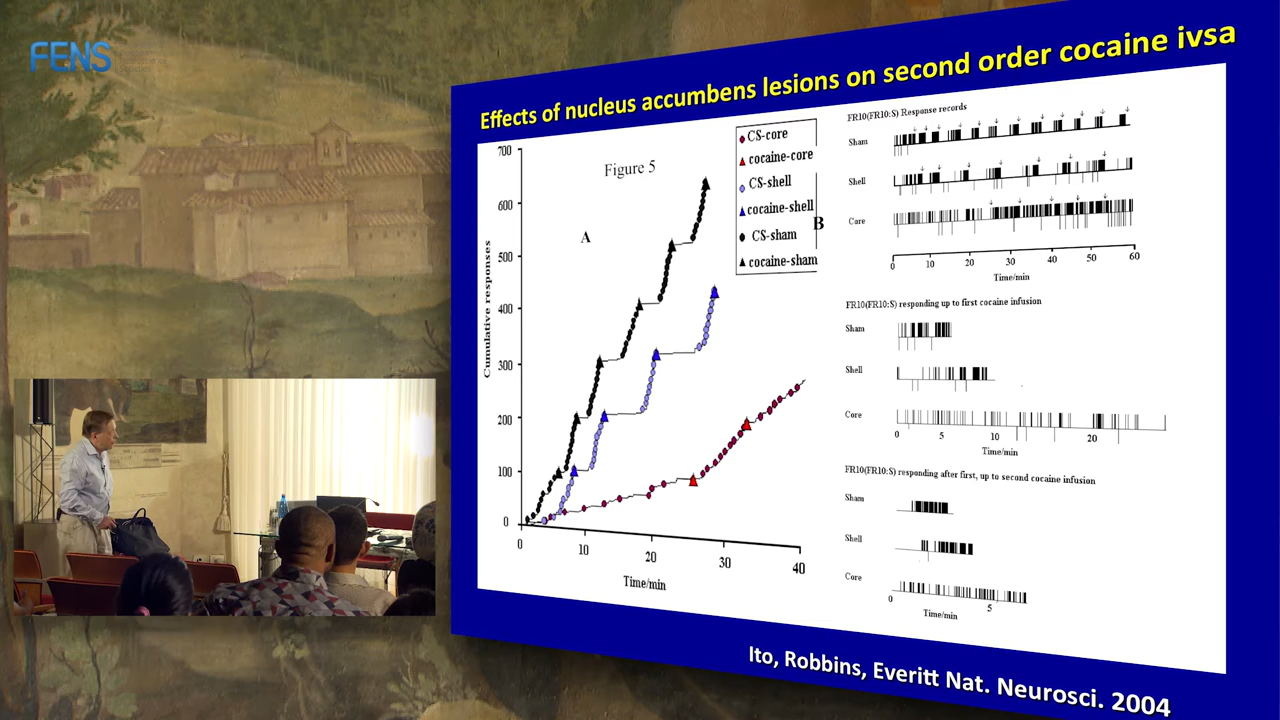 FENS
Effects of nucleus accumbens lesions on second order cocaine ivsa
Figure 5
A
Cumulative responses
700
600
500
400
300
200
100
0
0 10 20 30 40
Time/min
CS-core
cocaine-core
CS-shell
cocaine-shell
CS-sham
cocaine-sham
B
FR10(FR10:S) Response records
Sham
Shell
Core
0 10 20 30 40 50 60
Time/min
FR10(FR10:S) responding up to first cocaine infusion
Sham
Shell
Core
0 5 10 20
Time/min
FR10(FR10:S) responding after first, up to second cocaine infusion
Sham
Shell
Core
0 5
Time/min
Ito, Robbins, Everitt Nat. Neurosci. 2004